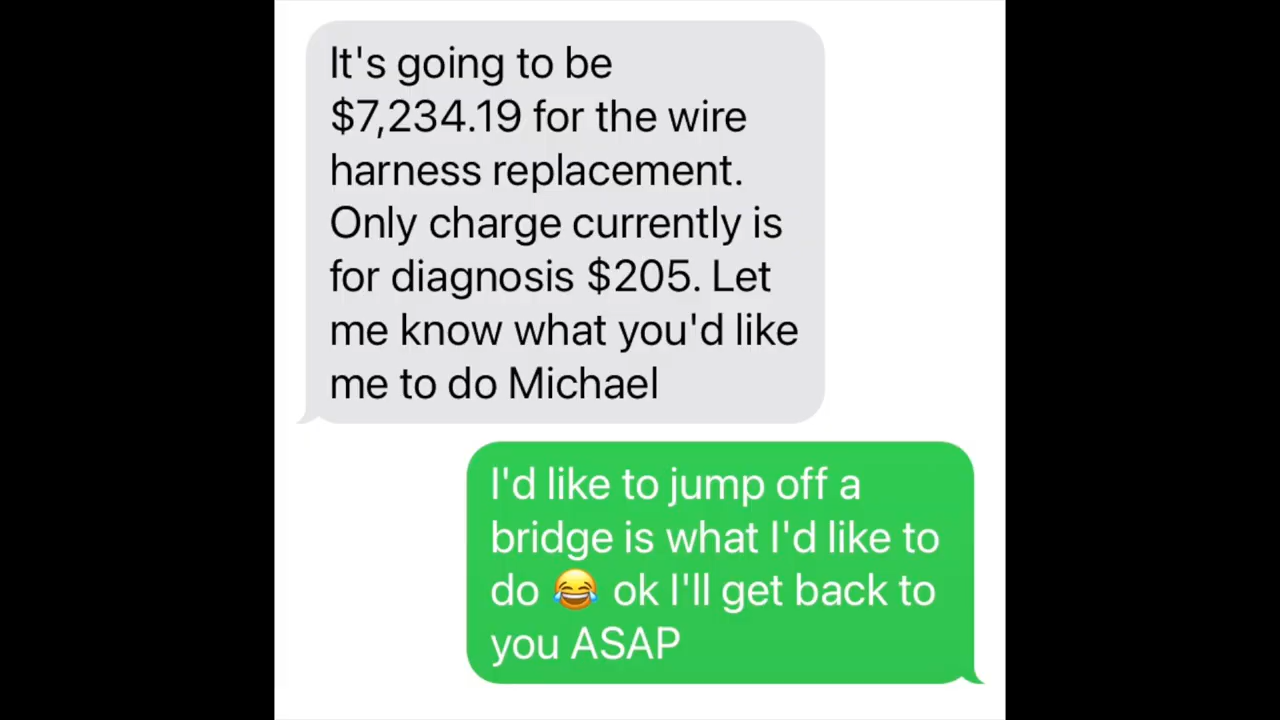 It's going to be
$7,234.19 for the wire
harness replacement.
Only charge currently is
for diagnosis $205. Let
me know what you'd like
me to do Michael
I'd like to jump off a
bridge is what I'd like to
do 😂 ok I'll get back to
you ASAP